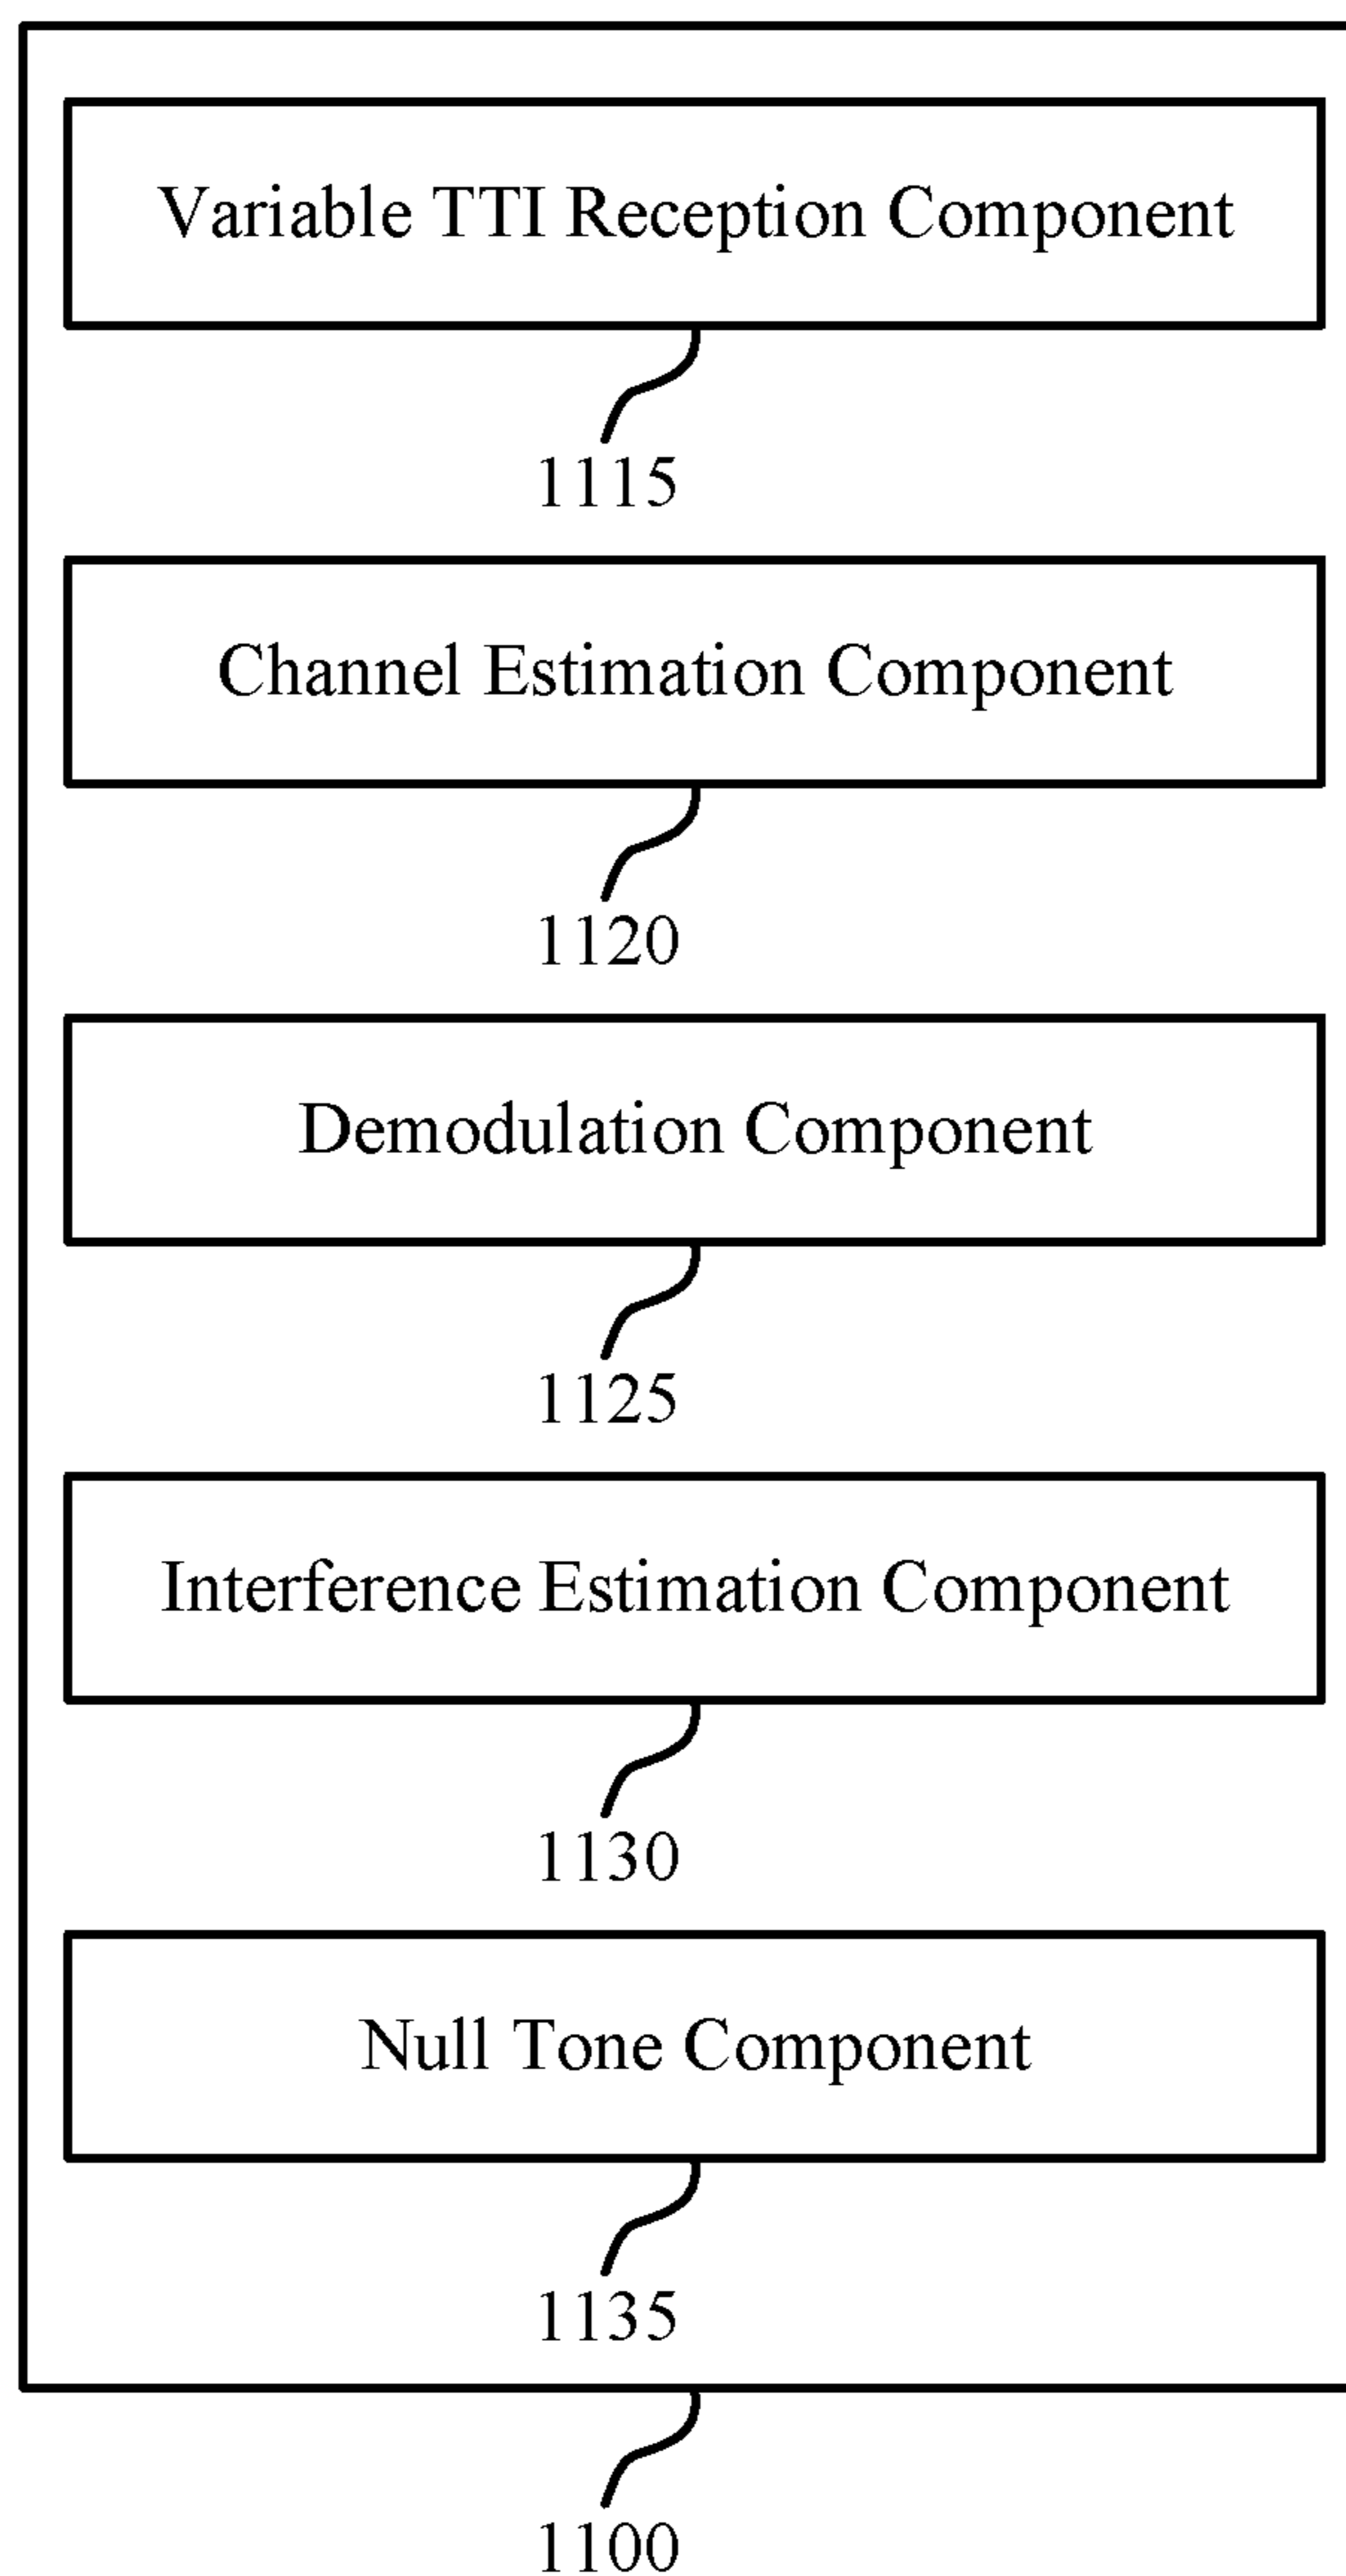 Variable TTI Reception Component
1115
Channel Estimation Component
1120
Demodulation Component
1125
Interference Estimation Component
1130
Null Tone Component
1135
1100